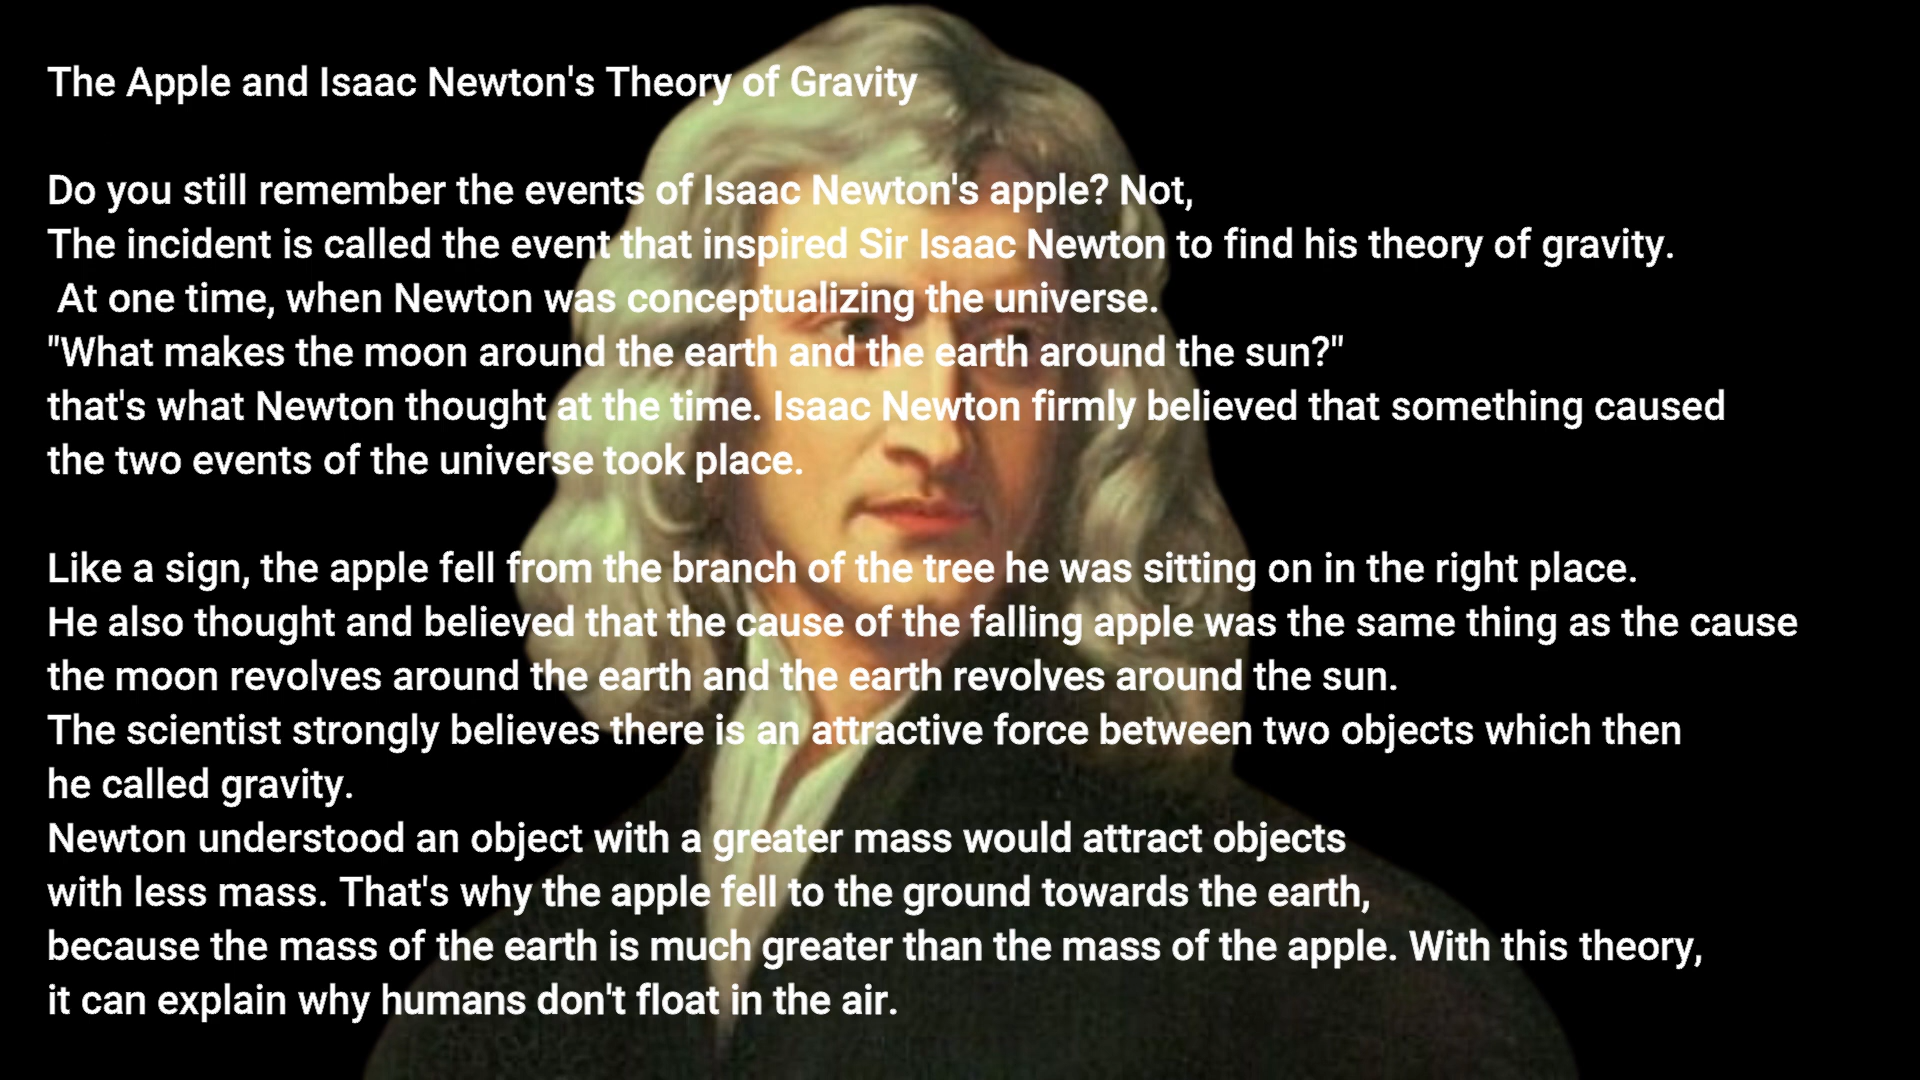 The Apple and Isaac Newton's Theory of Gravity
Do you still remember the events of Isaac Newton's apple? Not,
The incident is called the event that inspired Sir Isaac Newton to find his theory of gravity.
At one time, when Newton was conceptualizing the universe.
"What makes the moon around the earth and the earth around the sun?"
that's what Newton thought at the time. Isaac Newton firmly believed that something caused
the two events of the universe took place.
Like a sign, the apple fell from the branch of the tree he was sitting on in the right place.
He also thought and believed that the cause of the falling apple was the same thing as the cause
the moon revolves around the earth and the earth revolves around the sun.
The scientist strongly believes there is an attractive force between two objects which then
he called gravity.
Newton understood an object with a greater mass would attract objects
with less mass. That's why the apple fell to the ground towards the earth,
because the mass of the earth is much greater than the mass of the apple. With this theory,
it can explain why humans don't float in the air.